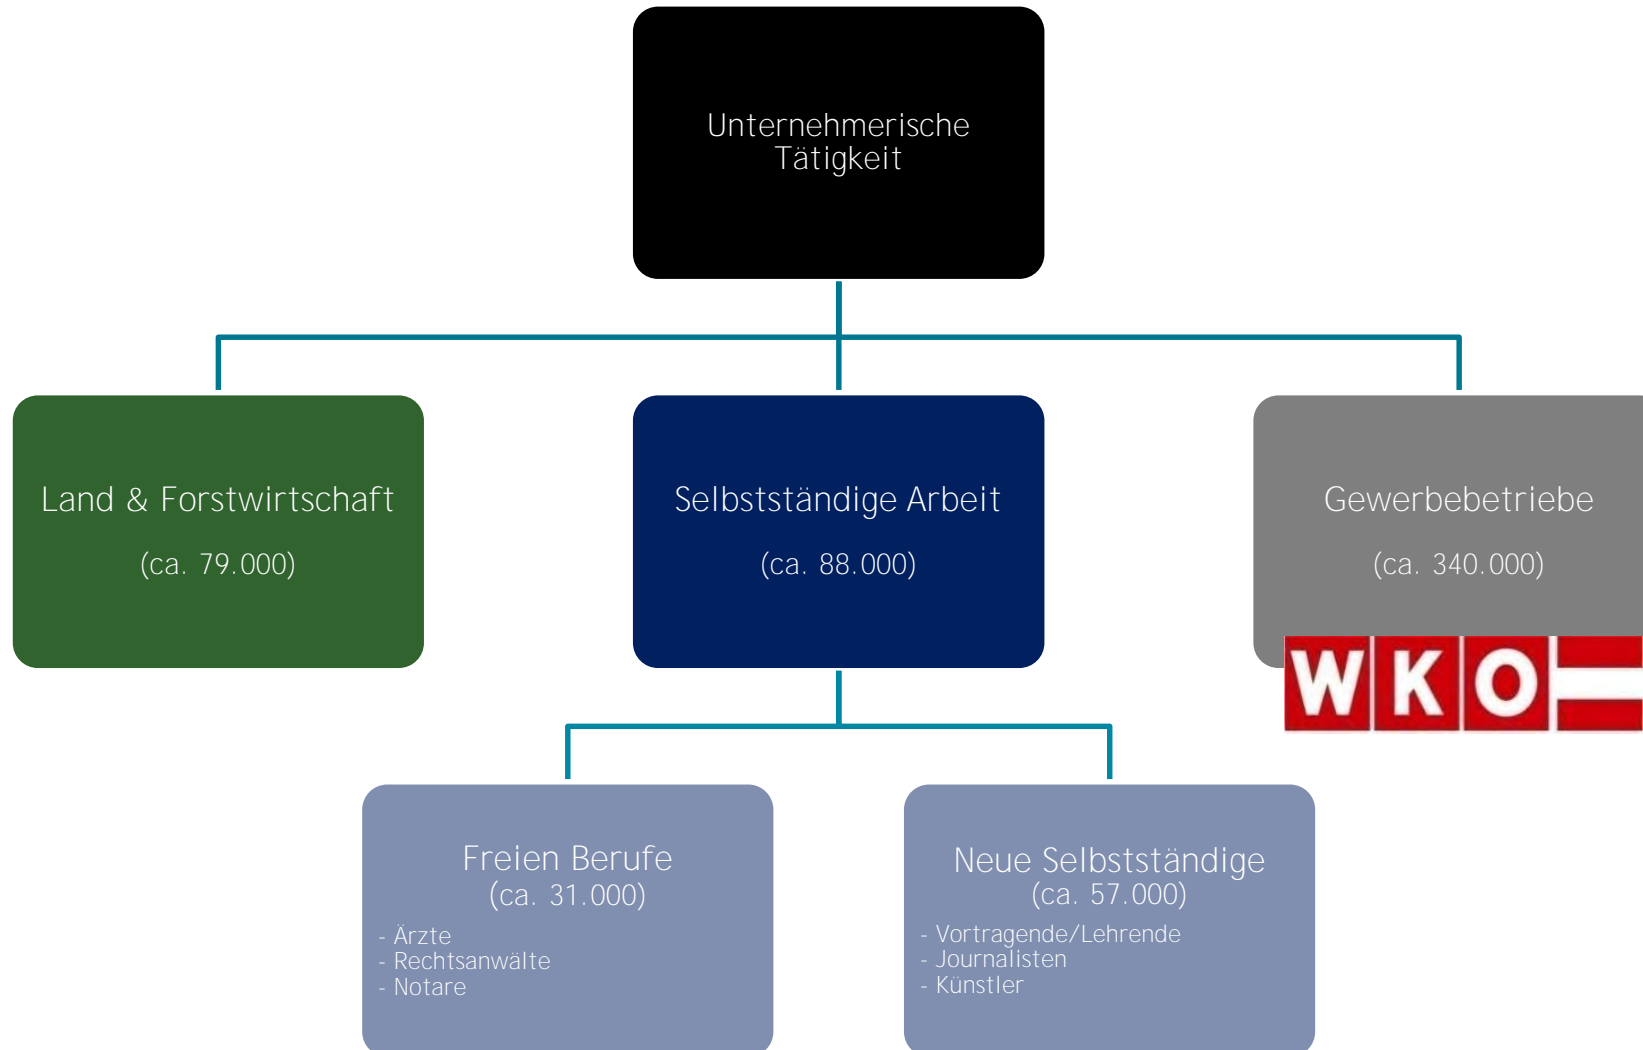 Unternehmerische
Tätigkeit
Land & Forstwirtschaft
(ca. 79.000)
Selbstständige Arbeit
(ca. 88.000)
Gewerbebetriebe
(ca. 340.000)
WKO
Freien Berufe
(ca. 31.000)
- Ärzte
- Rechtsanwälte
- Notare
Neue Selbstständige
(ca. 57.000)
- Vortragende/Lehrende
- Journalisten
- Künstler